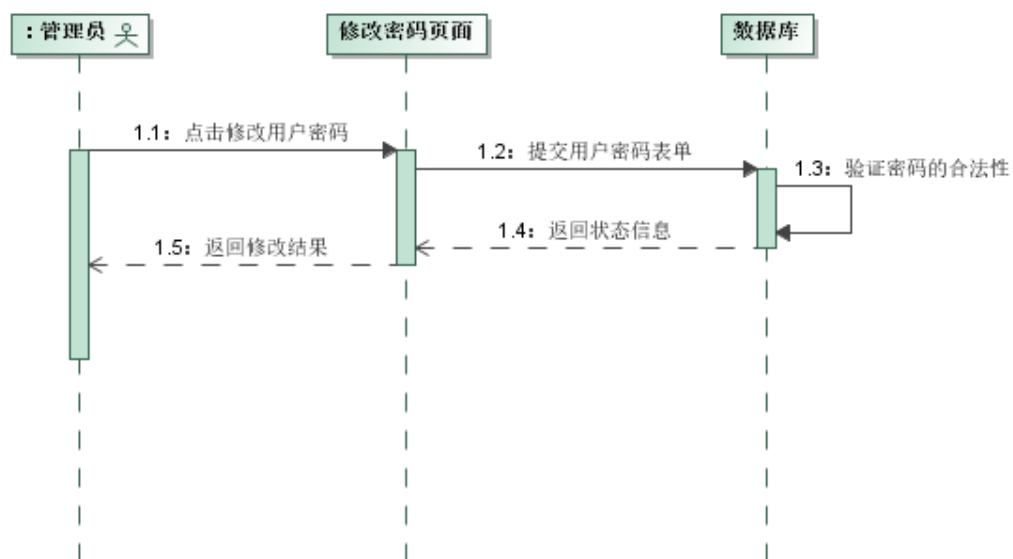 ：管理员
修改密码页面
数据库
1.1：点击修改用户密码
1.2：提交用户密码表单
1.3：验证密码的合法性
1.4：返回状态信息
1.5：返回修改结果